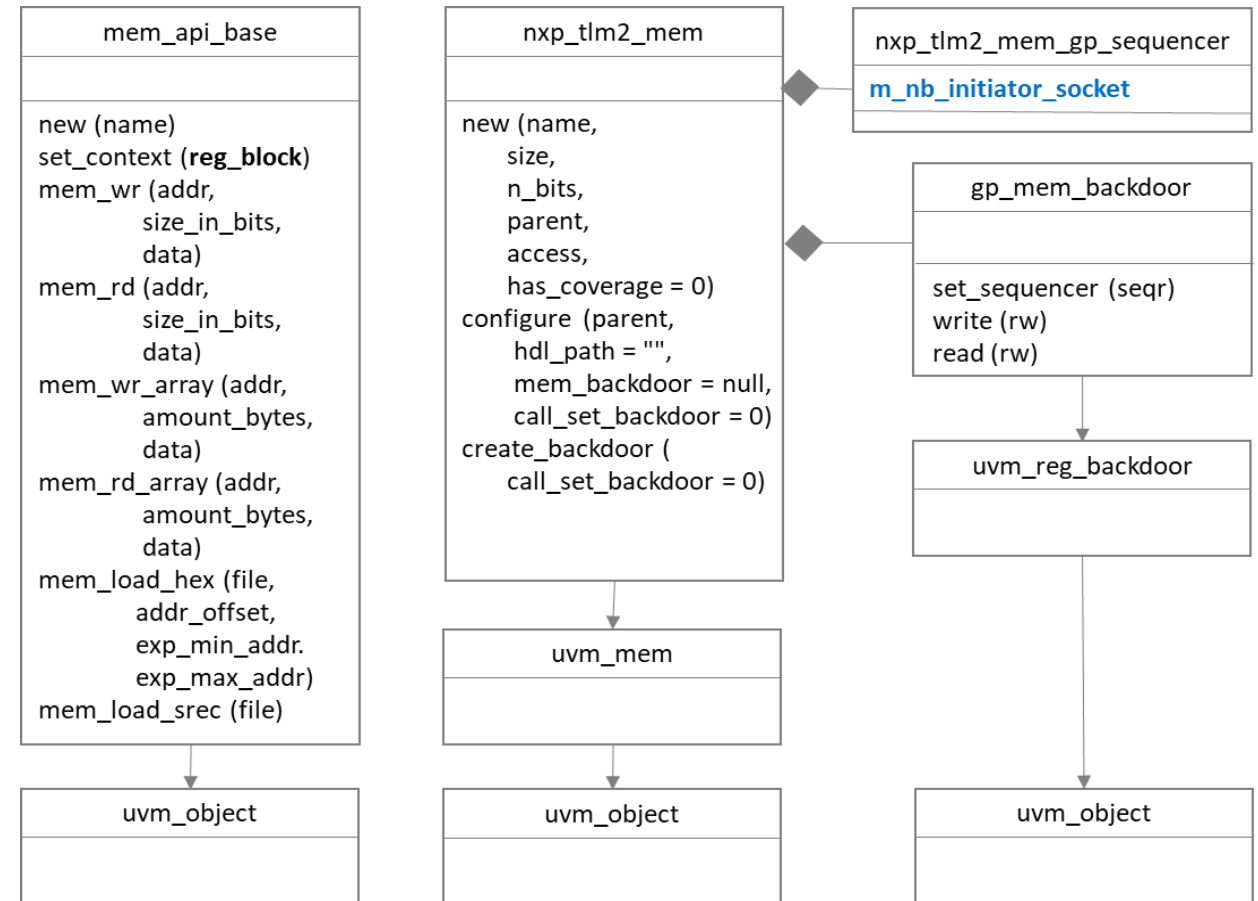 mem_api_base
new (name)
set_context (reg_block)
mem_wr (addr,
size_in_bits,
data)
mem_rd (addr,
size_in_bits,
data)
mem_wr_array (addr,
amount_bytes,
data)
mem_rd_array (addr,
amount_bytes,
data)
mem_load_hex (file,
addr_offset,
exp_min_addr.
exp_max_addr)
mem_load_srec (file)
uvm_object
nxp_tlm2_mem
new (name,
size,
n_bits,
parent,
access,
has_coverage = 0)
configure (parent,
hdl_path = "",
mem_backdoor = null,
call_set_backdoor = 0)
create_backdoor (
call_set_backdoor = 0)
uvm_mem
uvm_object
nxp_tlm2_mem_gp_sequencer
m_nb_initiator_socket
gp_mem_backdoor
set_sequencer (seqr)
write (rw)
read (rw)
uvm_reg_backdoor
uvm_object